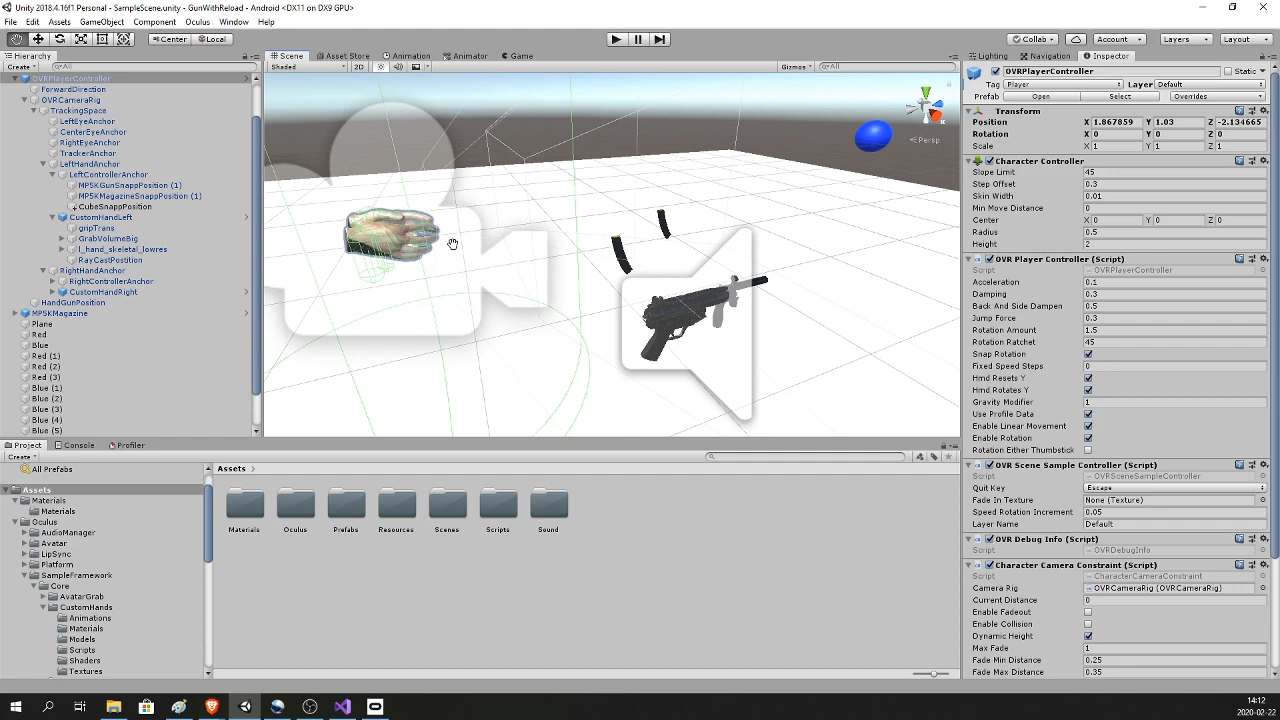 Unity 2018.4.16f1 Personal - SampleScene.unity - GunWithReload - Android <DX11 on DX9 GPU>
File Edit Assets GameObject Component Oculus Window Help
Center Local Collab Account Layers Layout
Hierarchy
Create All
OVRPlayerController
ForwardDirection
OVRCameraRig
TrackingSpace
LeftEyeAnchor
CenterEyeAnchor
RightEyeAnchor
TrackerAnchor
LeftHandAnchor
LeftControllerAnchor
MP5KGunSnappPosition (1)
MP5KMagazineSnappPosition (1)
CubeSnappPosition
CustomHandLeft
gripTrans
GrabVolumeBig
l_hand_skeletal_lowres
RayCastPostition
RightHandAnchor
RightControllerAnchor
CustomHandRight
HandGunPosition
MP5KMagazine
Plane
Red
Blue
Red (1)
Red (2)
Red (3)
Blue (1)
Blue (2)
Blue (3)
Blue (4)
Blue (5)
Scene Asset Store Animation Animator Game
Shaded 2D Gizmos All
Persp
Project Console Profiler
Create
All Prefabs
Assets
Materials
Materials
Oculus
AudioManager
Avatar
LipSync
Platform
SampleFramework
Core
AvatarGrab
CustomHands
Animations
Materials
Models
Scripts
Shaders
Textures
Assets
Materials Oculus Prefabs Resources Scenes Scripts Sound
Lighting Navigation Inspector
OVRPlayerController Static
Tag Player Layer Default
Prefab Open Select Overrides
Transform
Position X 1.867859 Y 1.03 Z -2.134665
Rotation X 0 Y 0 Z 0
Scale X 1 Y 1 Z 1
Character Controller
Slope Limit 45
Step Offset 0.3
Skin Width 0.01
Min Move Distance 0
Center X 0 Y 0 Z 0
Radius 0.5
Height 2
OVR Player Controller (Script)
Script OVRPlayerController
Acceleration 0.1
Damping 0.3
Back And Side Dampen 0.5
Jump Force 0.3
Rotation Amount 1.5
Rotation Ratchet 45
Snap Rotation
Fixed Speed Steps 0
Hmd Resets Y
Hmd Rotates Y
Gravity Modifier 1
Use Profile Data
Enable Linear Movement
Enable Rotation
Rotation Either Thumbstick
OVR Scene Sample Controller (Script)
Script OVRSceneSampleController
Quit Key Escape
Fade In Texture None (Texture)
Speed Rotation Increment 0.05
Layer Name Default
OVR Debug Info (Script)
Script OVRDebugInfo
Character Camera Constraint (Script)
Script CharacterCameraConstraint
Camera Rig OVRCameraRig (OVRCameraRig)
Current Distance 0
Enable Fadeout
Enable Collision
Dynamic Height
Max Fade 1
Fade Min Distance 0.25
Fade Max Distance 0.35
14:12
2020-02-22